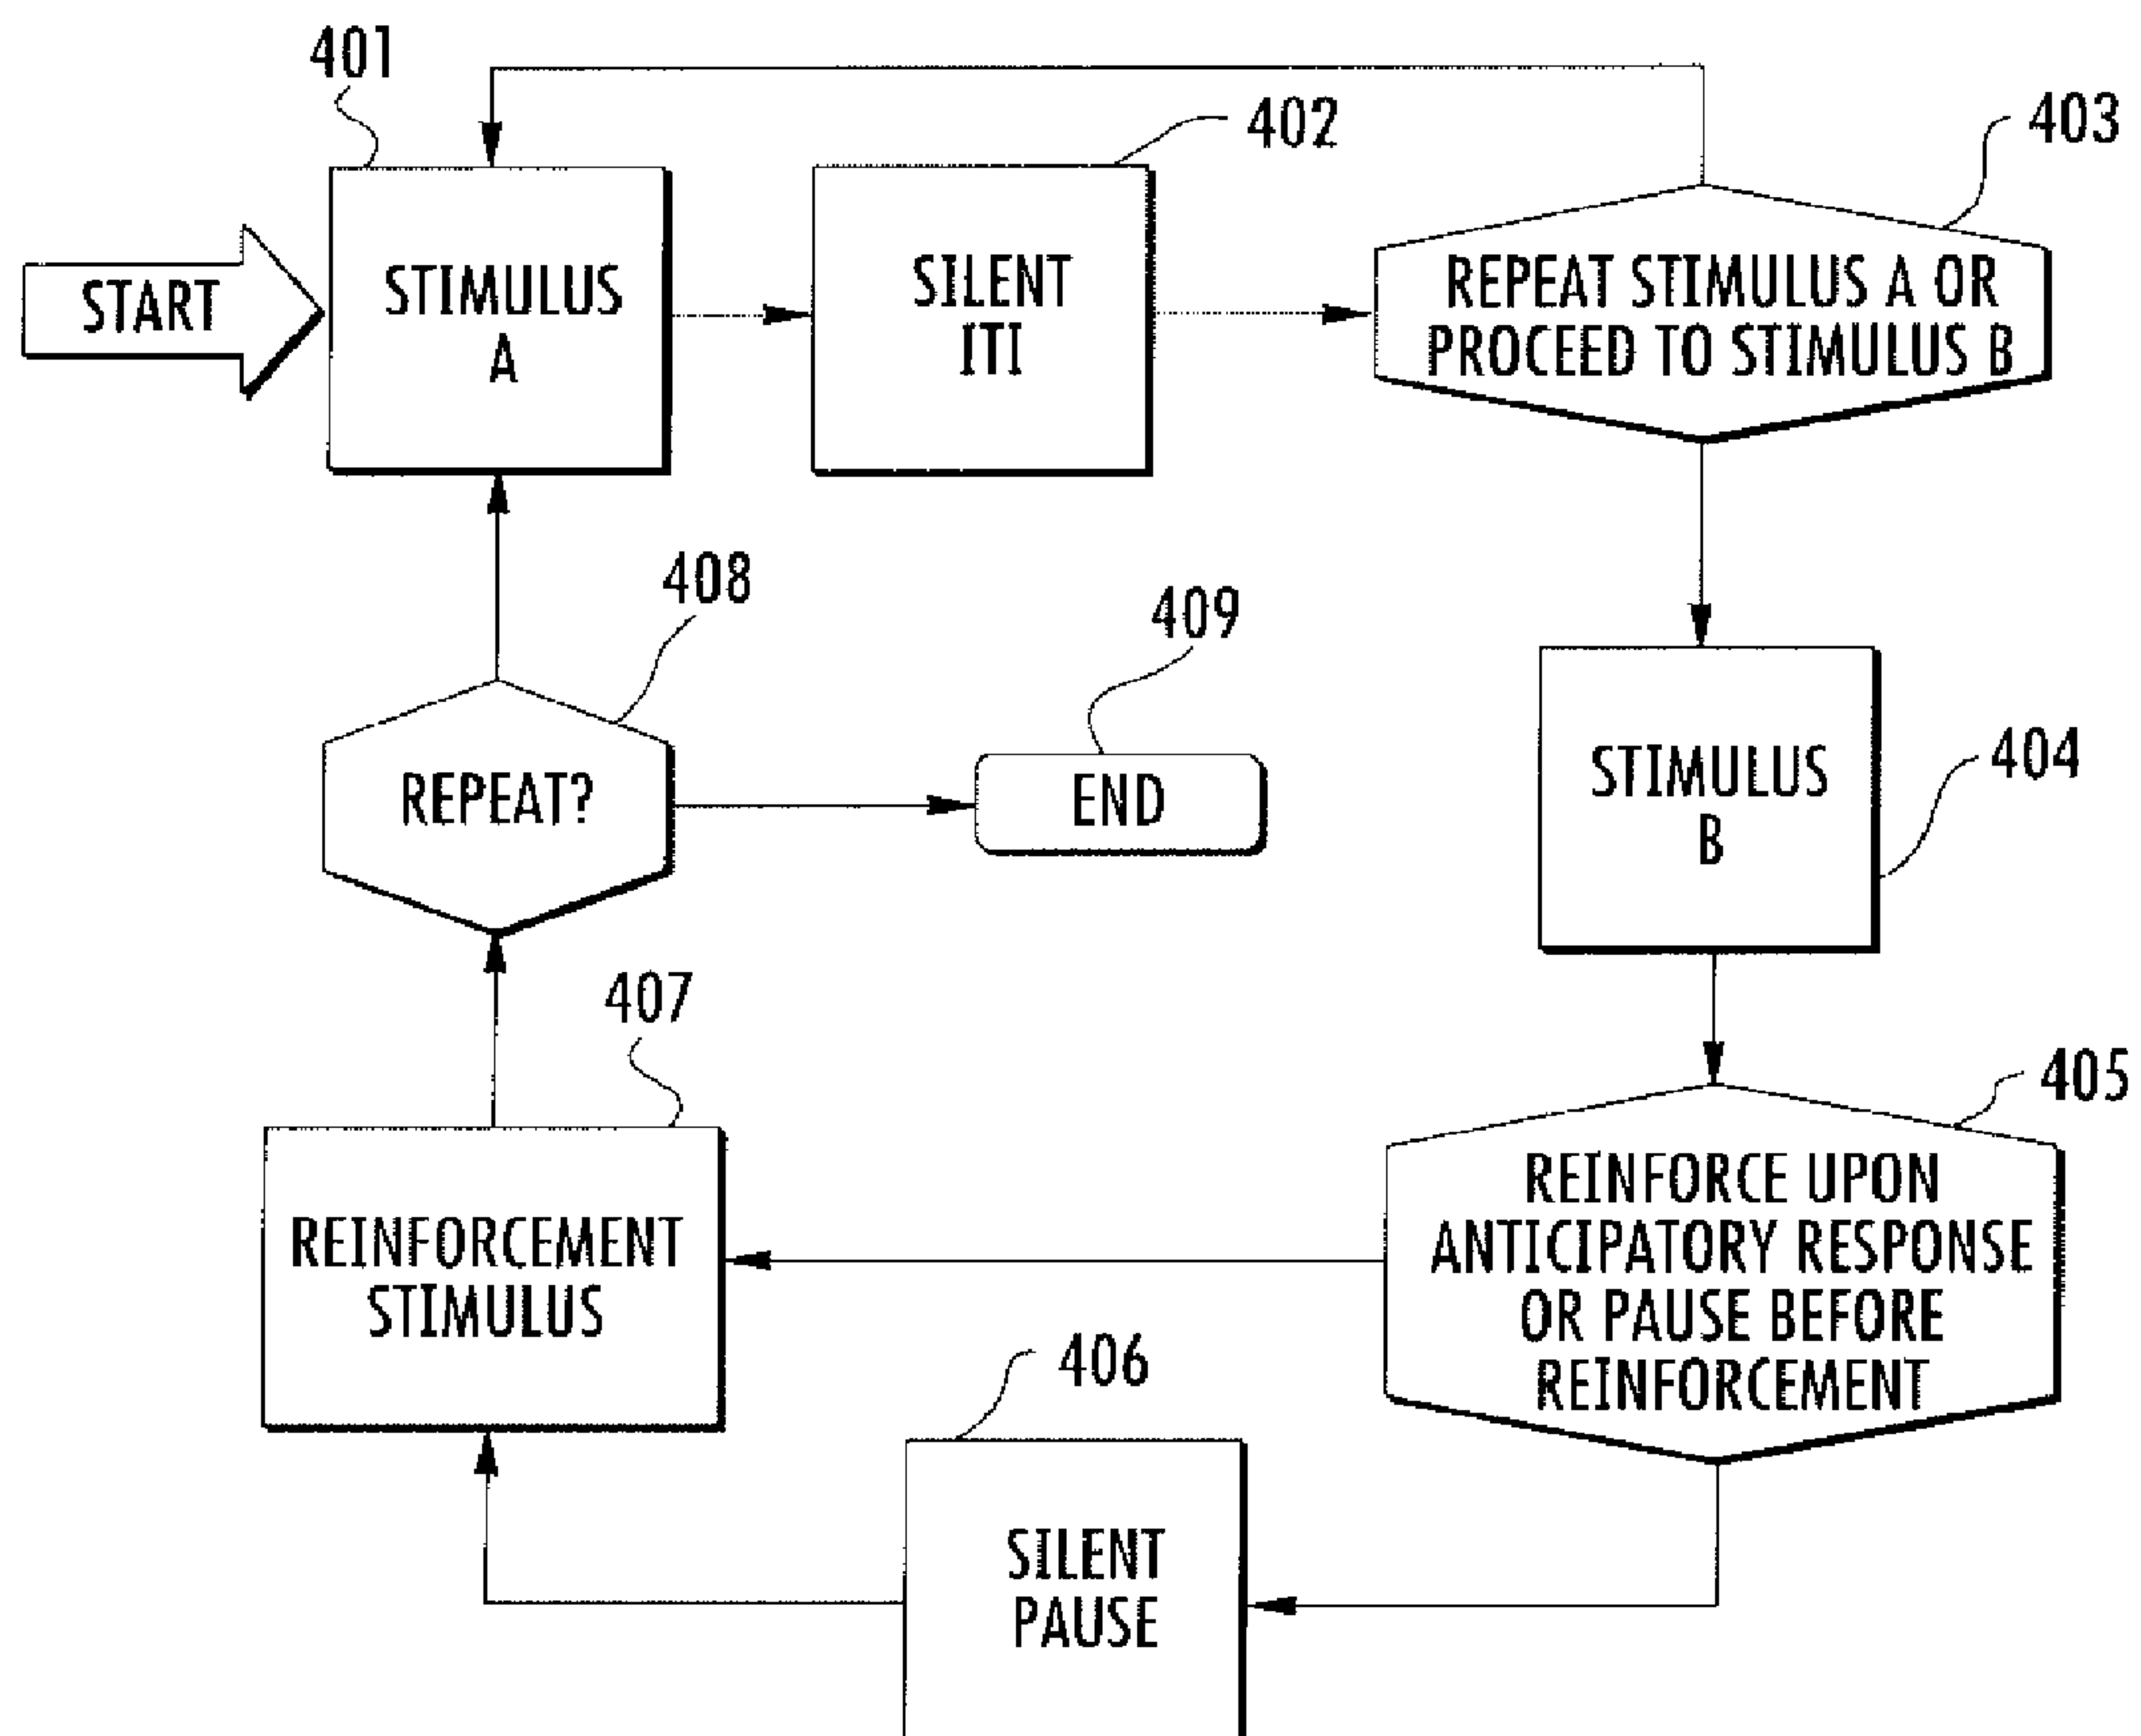 401
402
403
START
STIMULUS
A
SILENT
ITI
REPEAT STIMULUS A OR
PROCEED TO STIMULUS B
408
409
REPEAT?
END
STIMULUS
B
404
407
405
REINFORCEMENT
STIMULUS
REINFORCE UPON
ANTICIPATORY RESPONSE
OR PAUSE BEFORE
REINFORCEMENT
406
SILENT
PAUSE